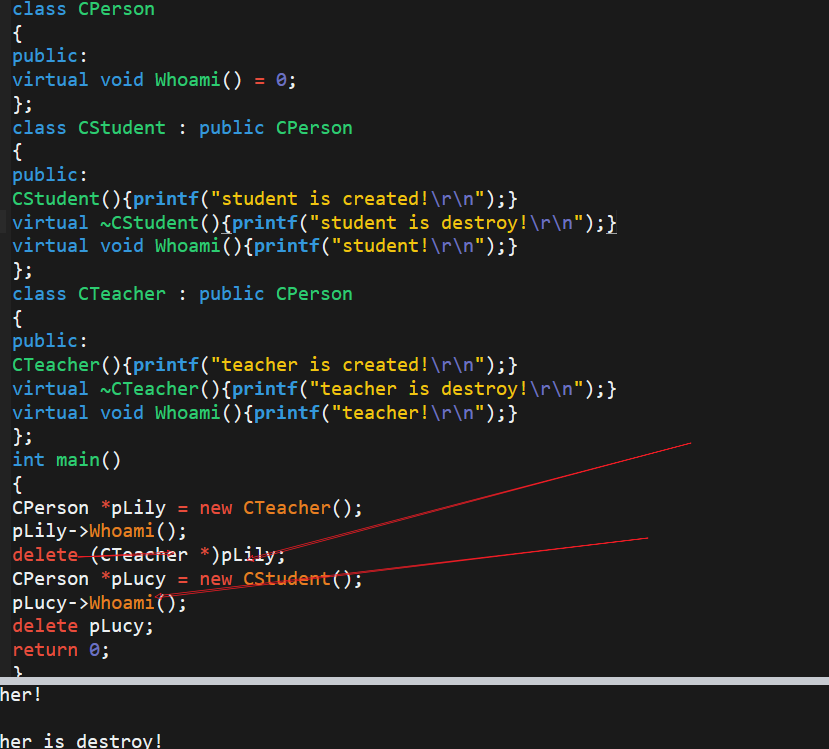 class CPerson
{
public:
virtual void Whoami() = 0;
};
class CStudent : public CPerson
{
public:
CStudent(){printf("student is created!\r\n");}
virtual ~CStudent(){printf("student is destroy!\r\n");}
virtual void Whoami(){printf("student!\r\n");}
};
class CTeacher : public CPerson
{
public:
CTeacher(){printf("teacher is created!\r\n");}
virtual ~CTeacher(){printf("teacher is destroy!\r\n");}
virtual void Whoami(){printf("teacher!\r\n");}
};
int main()
{
CPerson *pLily = new CTeacher();
pLily->Whoami();
delete (CTeacher *)pLily;
CPerson *pLucy = new CStudent();
pLucy->Whoami();
delete pLucy;
return 0;
}
her!
her is destroy!